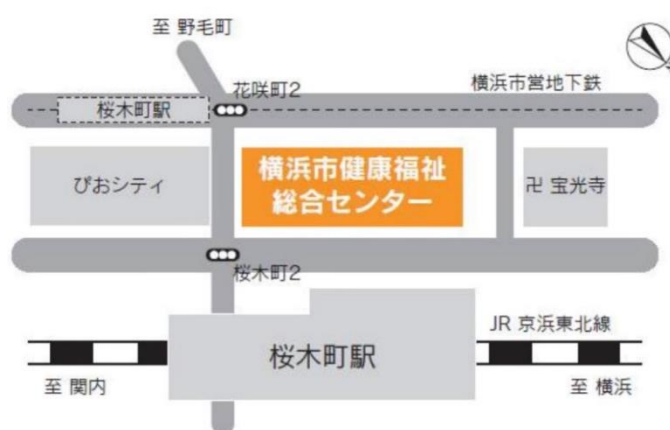 至 野毛町
花咲町2
横浜市営地下鉄
桜木町駅
ぴおシティ
横浜市健康福祉
総合センター
卍 宝光寺
桜木町2
JR 京浜東北線
桜木町駅
至 関内
至 横浜